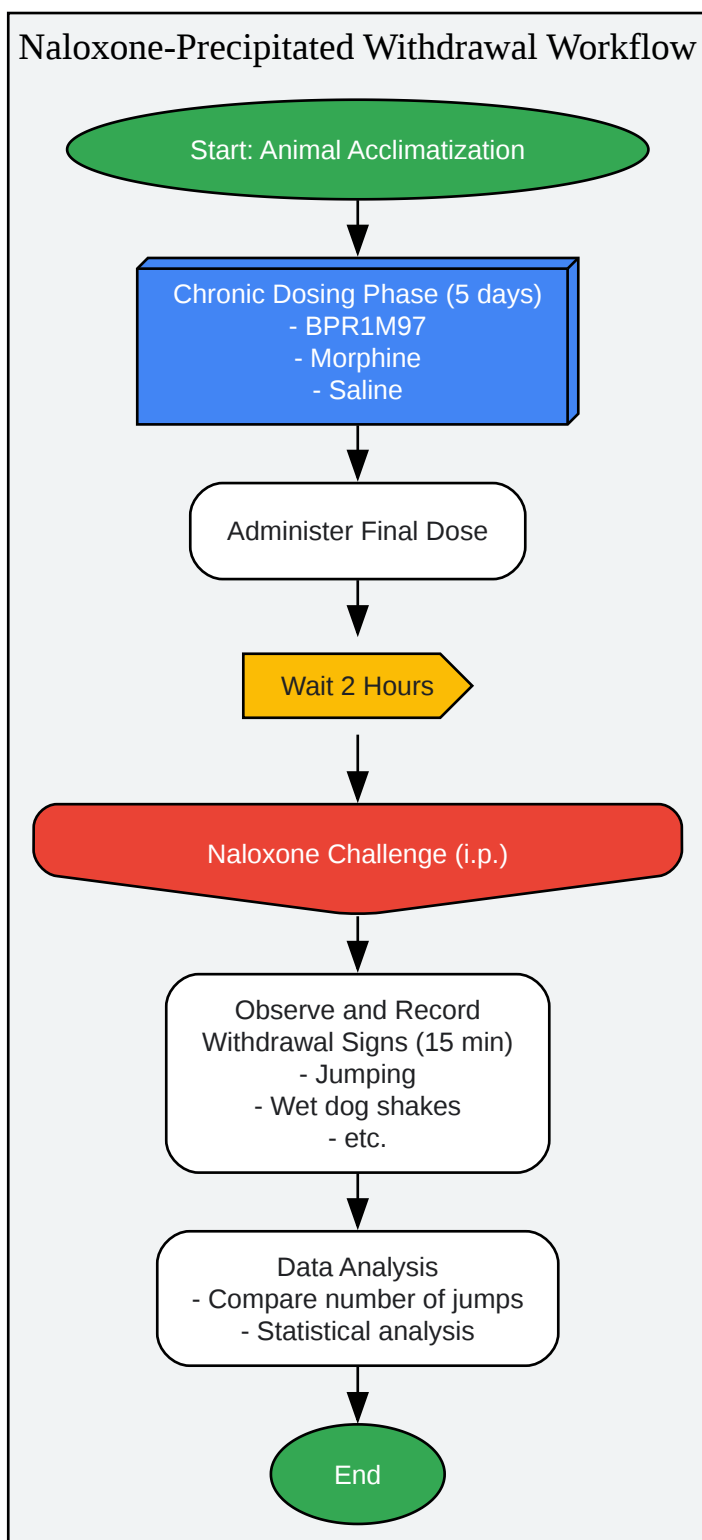 Naloxone-Precipitated Withdrawal Workflow
Start: Animal Acclimatization
Chronic Dosing Phase (5 days)
- BPR1M97
- Morphine
- Saline
Administer Final Dose
Wait 2 Hours
Naloxone Challenge (i.p.)
Observe and Record
Withdrawal Signs (15 min)
- Jumping
- Wet dog shakes
- etc.
Data Analysis
- Compare number of jumps
- Statistical analysis
End